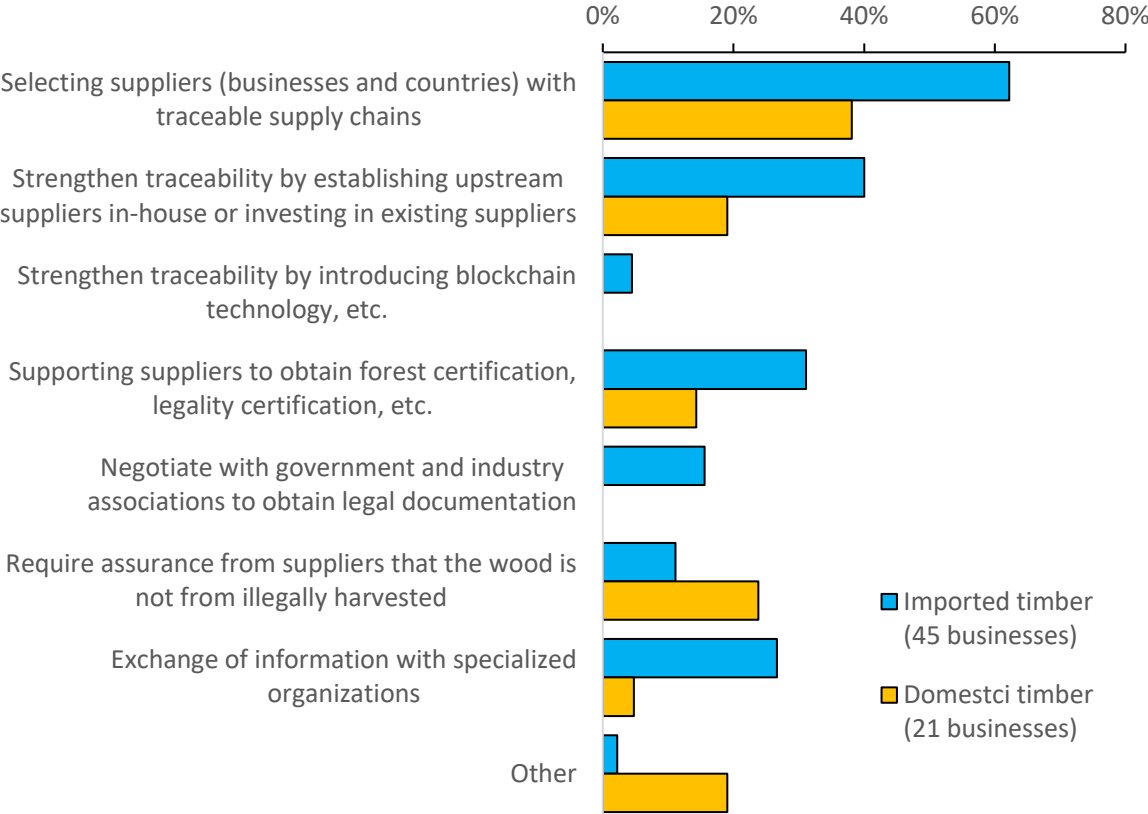 0% 20% 40% 60% 80%
Selecting suppliers (businesses and countries) with
traceable supply chains
Strengthen traceability by establishing upstream
suppliers in-house or investing in existing suppliers
Strengthen traceability by introducing blockchain
technology, etc.
Supporting suppliers to obtain forest certification,
legality certification, etc.
Negotiate with government and industry
associations to obtain legal documentation
Require assurance from suppliers that the wood is
not from illegally harvested
Exchange of information with specialized
organizations
Other
Imported timber
(45 businesses)
Domestci timber
(21 businesses)